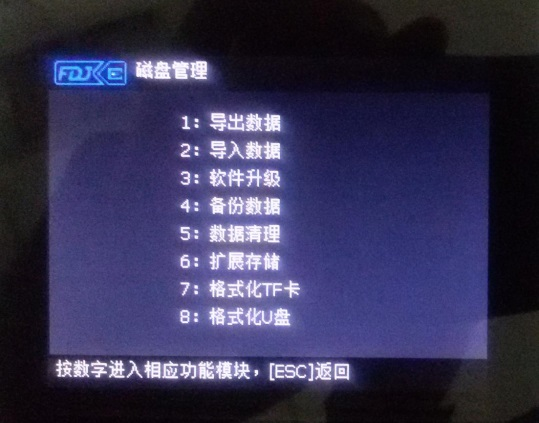 FDJKE 磁盘管理
1: 导出数据
2: 导入数据
3: 软件升级
4: 备份数据
5: 数据清理
6: 扩展存储
7: 格式化TF卡
8: 格式化U盘
按数字进入相应功能模块，[ESC]返回